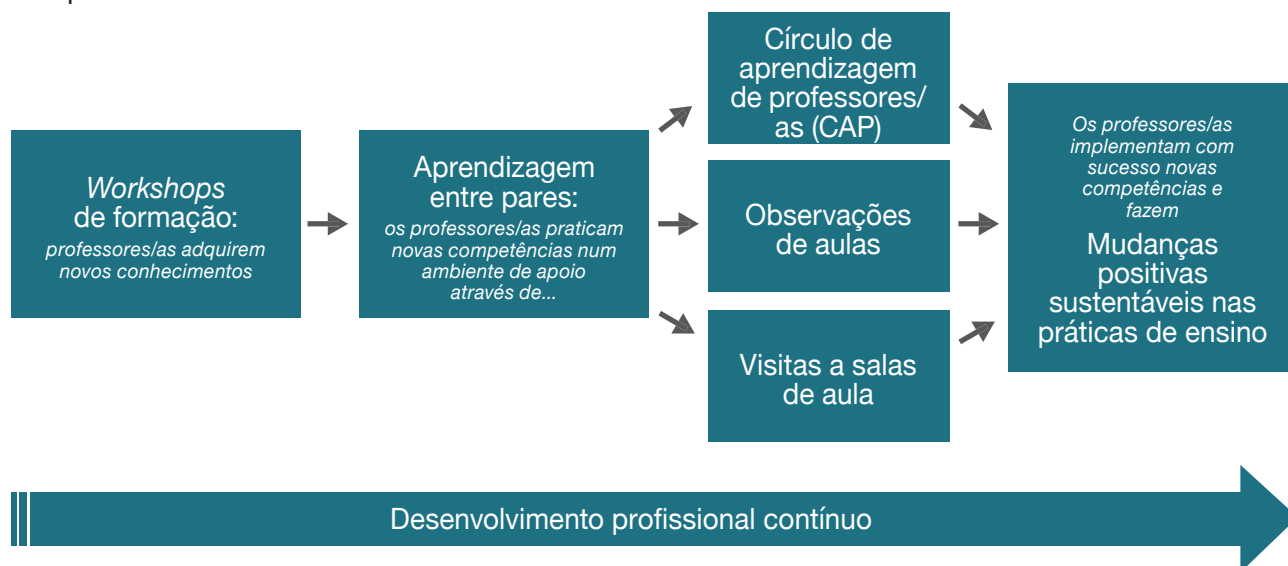 Workshops
de formação:
professores/as adquirem
novos conhecimentos
Aprendizagem
entre pares:
os professores/as praticam
novas competências num
ambiente de apoio
através de...
Círculo de
aprendizagem
de professores/
as (CAP)
Observações
de aulas
Visitas a salas
de aula
Os professores/as
implementam com
sucesso novas
competências e
fazem
Mudanças
positivas
sustentáveis nas
práticas de ensino
Desenvolvimento profissional contínuo